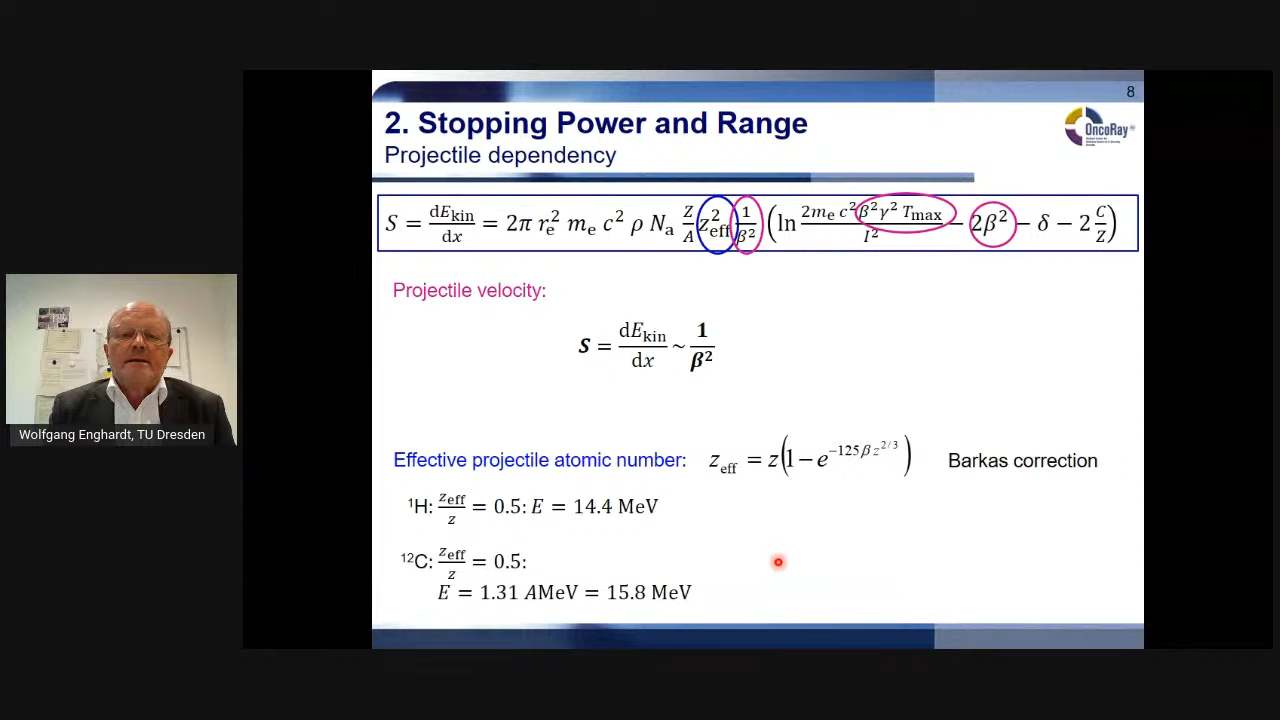 8
2. Stopping Power and Range
Projectile dependency
OncoRay®
S = dE_kin/dx = 2π r_e² m_e c² ρ N_a Z/A z_eff² 1/β² (ln 2m_e c² β² γ² T_max / I² − 2β² − δ − 2 C/Z)
Projectile velocity:
S = dE_kin/dx ~ 1/β²
Wolfgang Enghardt, TU Dresden
Effective projectile atomic number: z_eff = z(1 − e^(−125 β z^(2/3))) Barkas correction
¹H: z_eff/z = 0.5: E = 14.4 MeV
¹²C: z_eff/z = 0.5:
E = 1.31 AMeV = 15.8 MeV